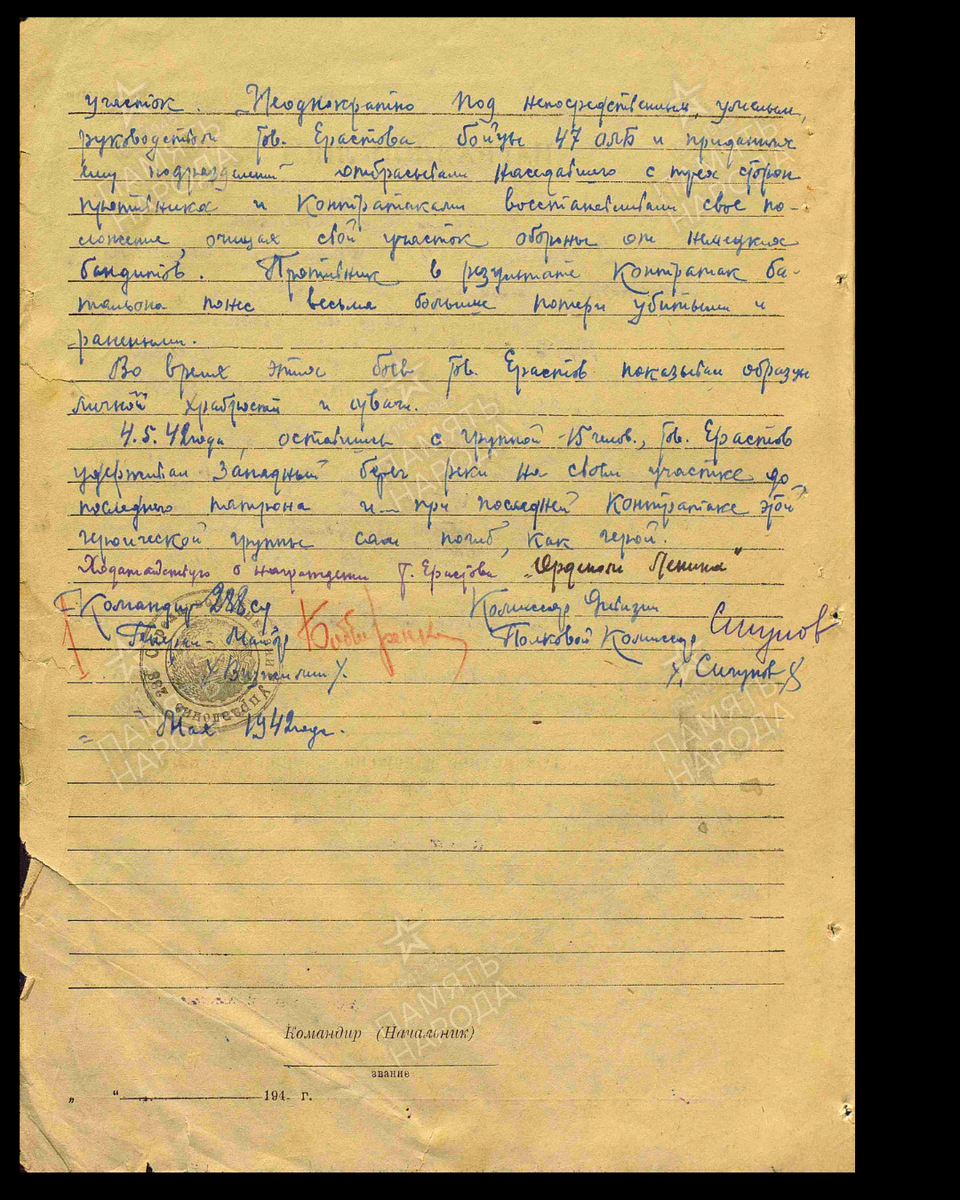 участок. Неоднократно под непосредственным, умелым,
руководством тов. Ерастова бойцы 47 ОЛБ и приданных
ему подразделений отбрасывали наседавшего с трех сторон
противника и контратаками восстанавливали свое по-
ложение, очищая свой участок обороны от немецких
бандитов. Противник в результате контратак ба-
тальона понес весьма большие потери убитыми и
ранеными.
Во время этих боев тов. Ерастов показывал образцы
личной храбрости и отваги.
4.5.42 года, оставшись с группой -15 челов., тов. Ерастов
удерживал Западный берег реки на своем участке до
последнего патрона и при последней контратаке этой
героической группы сам погиб, как герой.
Ходатайствую о награждении т. Ерастова „Орденом Ленина"
Командир 288 сд Комиссар Дивизии
Майор Полковой Комиссар Сигунов
/ Сигунов /
Мая 1942 года.
Командир (Начальник)
звание
„ “ 194 г.
ПАМЯТЬ
НАРОДА